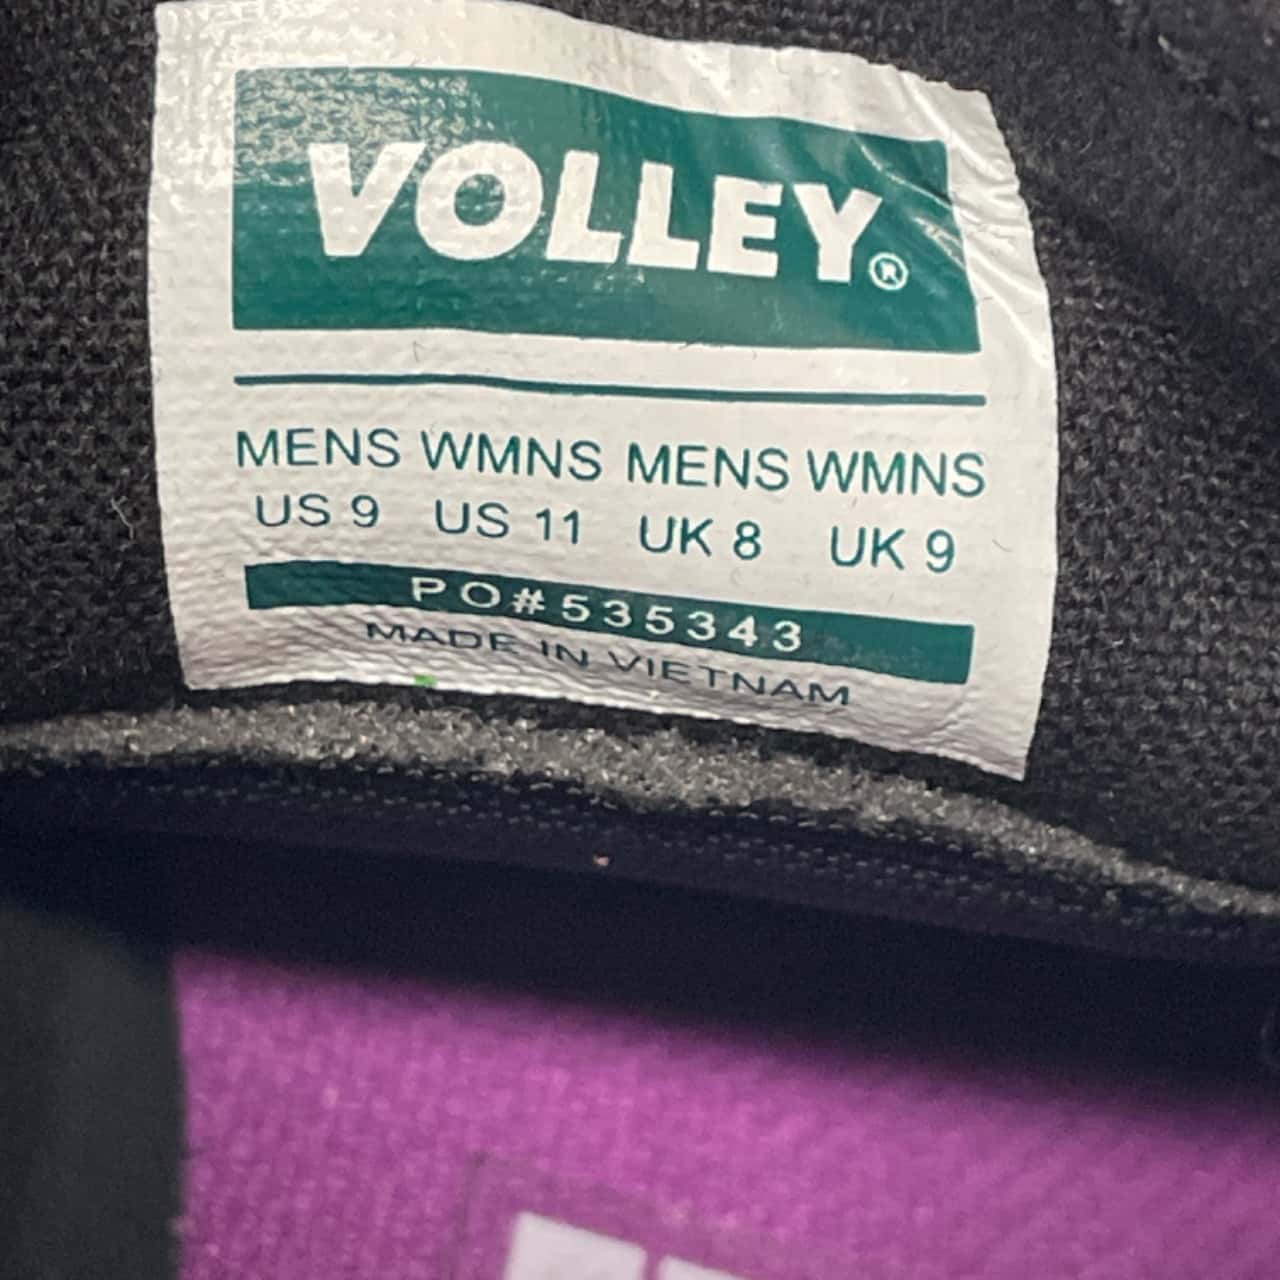 VOLLEY®
MENS WMNS MENS WMNS
US 9 US 11 UK 8 UK 9
PO#535343
MADE IN VIETNAM